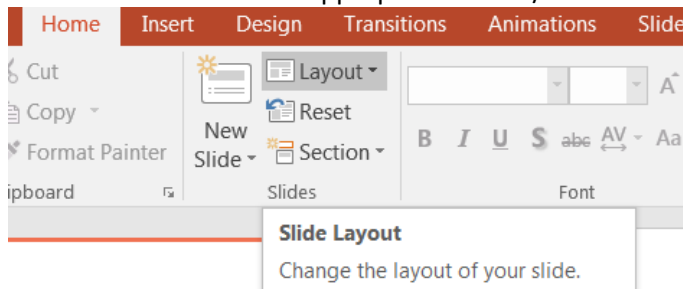 Home Insert Design Transitions Animations Slide
Cut
Copy
Format Painter
New
Slide
Layout
Reset
Section
B I U S abc AV Aa
A
Slides
Font
Slide Layout
Change the layout of your slide.